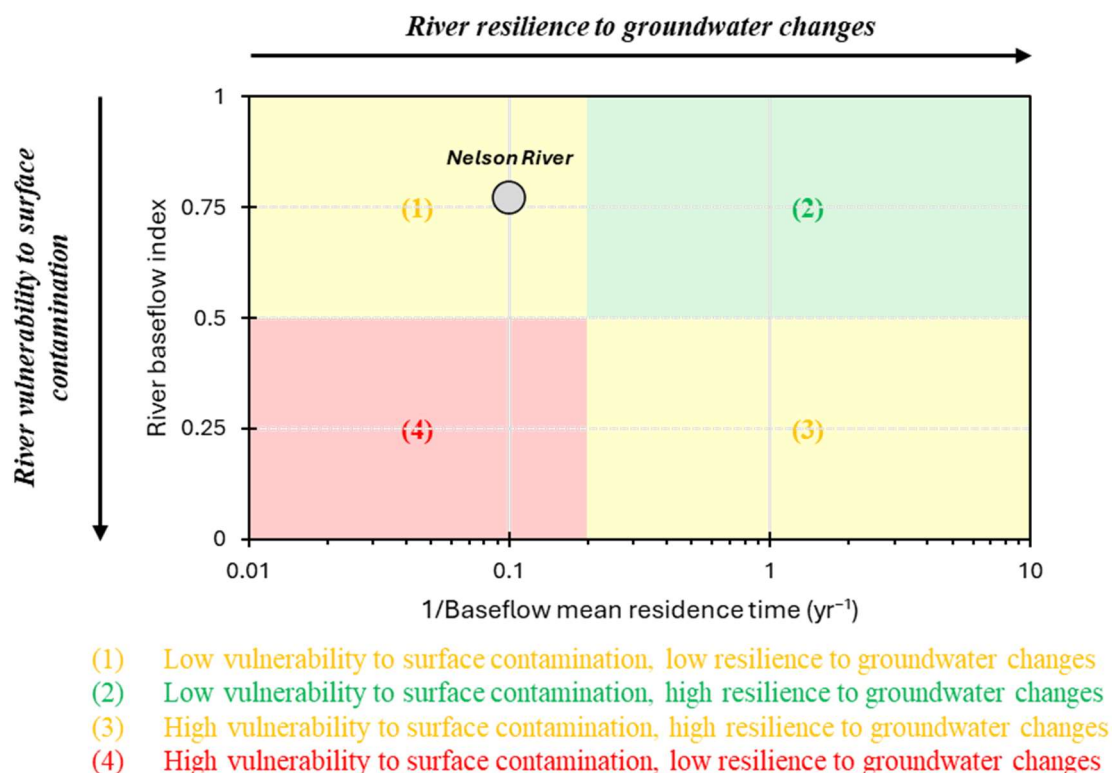 River resilience to groundwater changes
River vulnerability to surface
contamination
River baseflow index
1
0.75
0.5
0.25
0
Nelson River
(1)
(2)
(4)
(3)
0.01
0.1
1
10
1/Baseflow mean residence time (yr⁻¹)
(1) Low vulnerability to surface contamination, low resilience to groundwater changes
(2) Low vulnerability to surface contamination, high resilience to groundwater changes
(3) High vulnerability to surface contamination, high resilience to groundwater changes
(4) High vulnerability to surface contamination, low resilience to groundwater changes